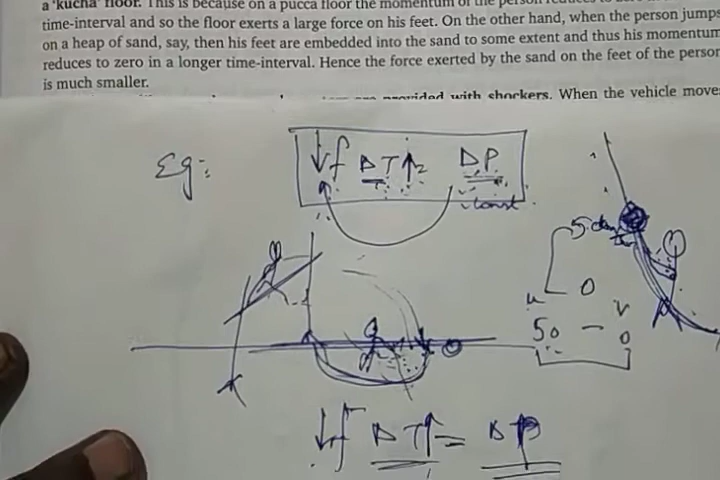 a 'kucha' floor. This is because on a pucca floor the momentum of the person reduces to zero in
time-interval and so the floor exerts a large force on his feet. On the other hand, when the person jumps
on a heap of sand, say, then his feet are embedded into the sand to some extent and thus his momentum
reduces to zero in a longer time-interval. Hence the force exerted by the sand on the feet of the person
is much smaller.
provided with shockers. When the vehicle move
Eg:
↓f ΔT↑ = ΔP
const
u 0 v
50 – 0
↓f ΔT↑ = ΔP